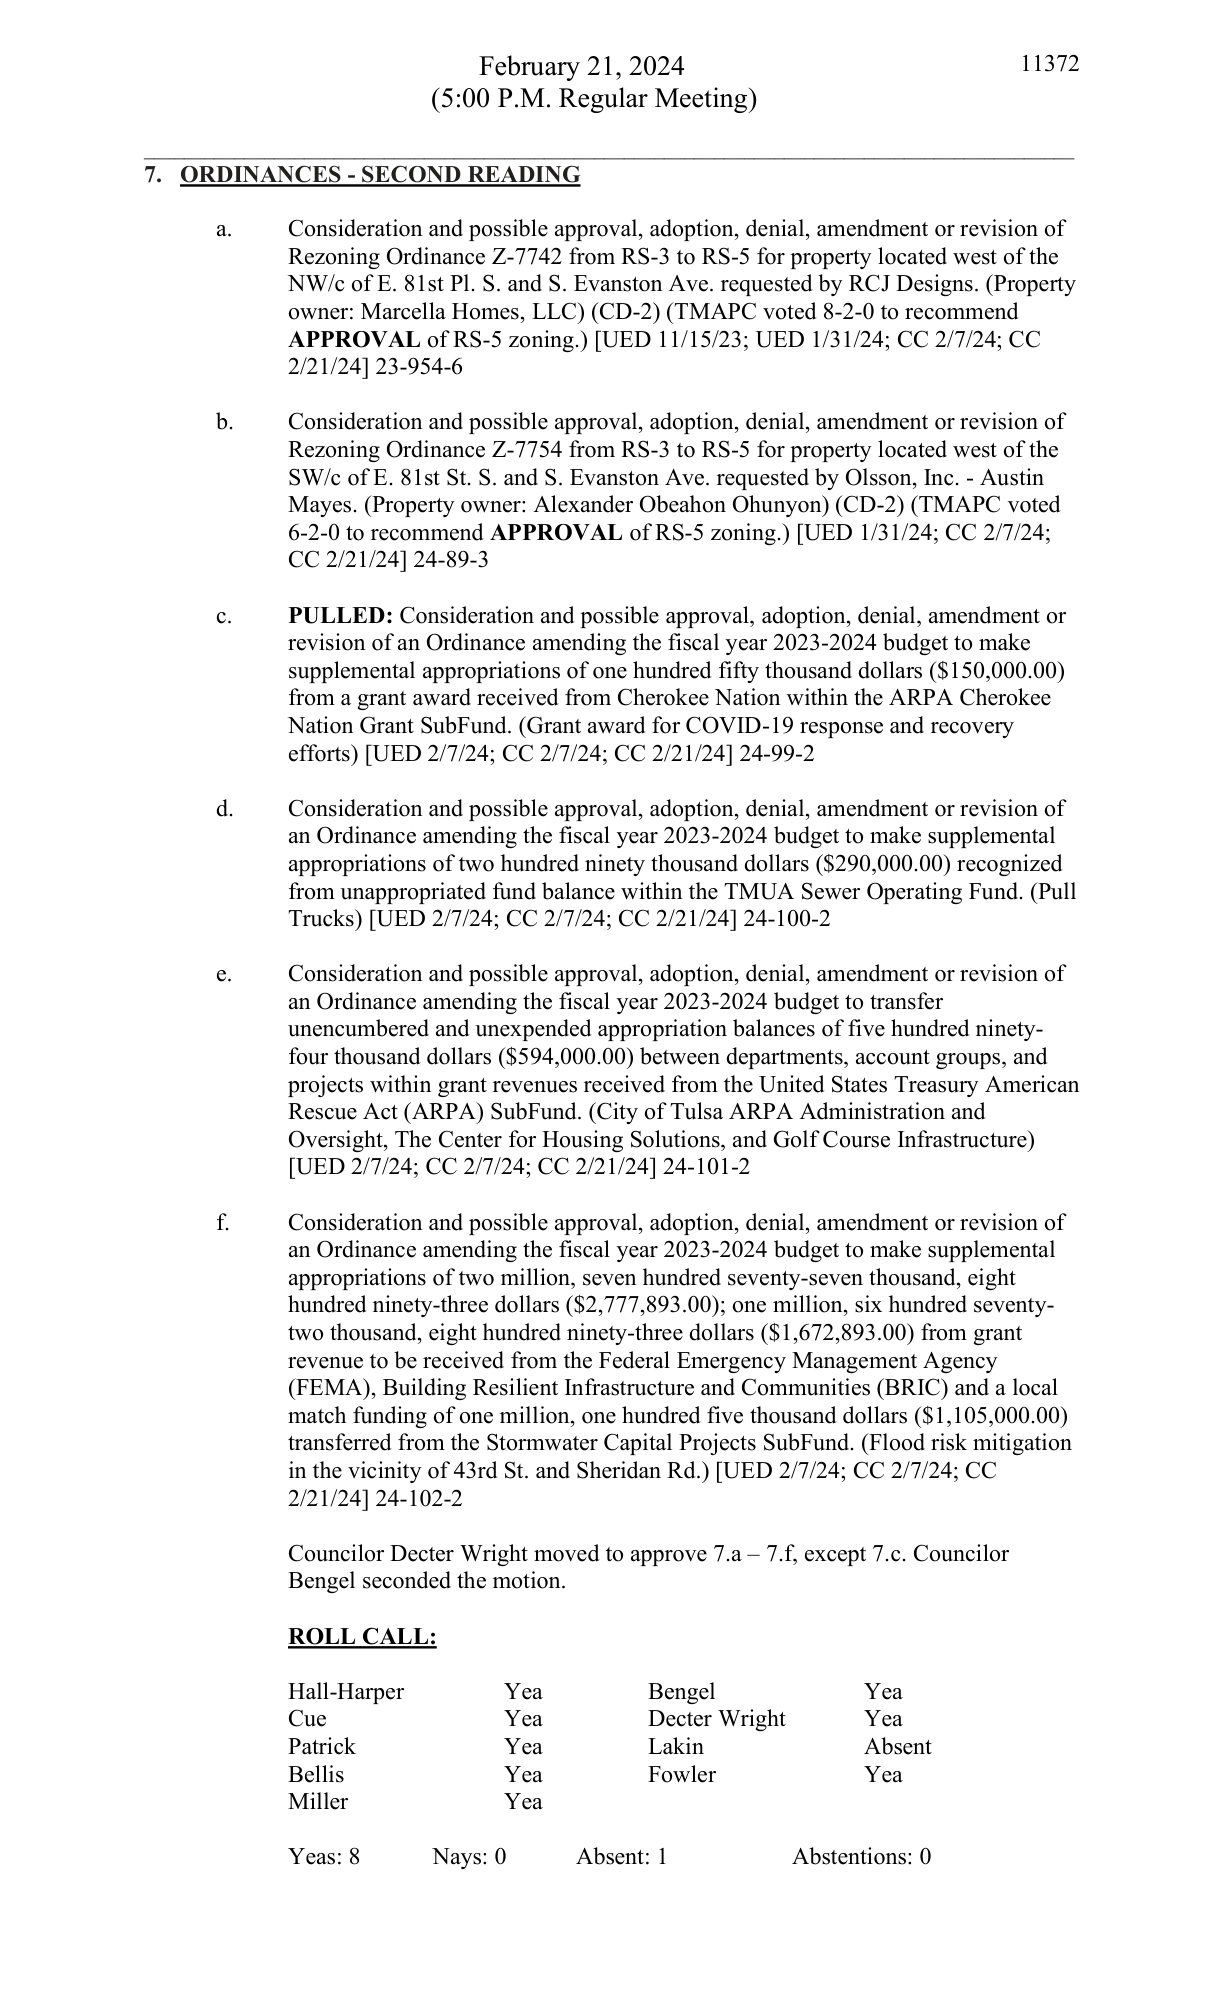 February 21, 2024
11372
(5:00 P.M. Regular Meeting)
7. ORDINANCES - SECOND READING
a. Consideration and possible approval, adoption, denial, amendment or revision of
Rezoning Ordinance Z-7742 from RS-3 to RS-5 for property located west of the
NW/c of E. 81st Pl. S. and S. Evanston Ave. requested by RCJ Designs. (Property
owner: Marcella Homes, LLC) (CD-2) (TMAPC voted 8-2-0 to recommend
APPROVAL of RS-5 zoning.) [UED 11/15/23; UED 1/31/24; CC 2/7/24; CC
2/21/24] 23-954-6
b. Consideration and possible approval, adoption, denial, amendment or revision of
Rezoning Ordinance Z-7754 from RS-3 to RS-5 for property located west of the
SW/c of E. 81st St. S. and S. Evanston Ave. requested by Olsson, Inc. - Austin
Mayes. (Property owner: Alexander Obeahon Ohunyon) (CD-2) (TMAPC voted
6-2-0 to recommend APPROVAL of RS-5 zoning.) [UED 1/31/24; CC 2/7/24;
CC 2/21/24] 24-89-3
c. PULLED: Consideration and possible approval, adoption, denial, amendment or
revision of an Ordinance amending the fiscal year 2023-2024 budget to make
supplemental appropriations of one hundred fifty thousand dollars ($150,000.00)
from a grant award received from Cherokee Nation within the ARPA Cherokee
Nation Grant SubFund. (Grant award for COVID-19 response and recovery
efforts) [UED 2/7/24; CC 2/7/24; CC 2/21/24] 24-99-2
d. Consideration and possible approval, adoption, denial, amendment or revision of
an Ordinance amending the fiscal year 2023-2024 budget to make supplemental
appropriations of two hundred ninety thousand dollars ($290,000.00) recognized
from unappropriated fund balance within the TMUA Sewer Operating Fund. (Pull
Trucks) [UED 2/7/24; CC 2/7/24; CC 2/21/24] 24-100-2
e. Consideration and possible approval, adoption, denial, amendment or revision of
an Ordinance amending the fiscal year 2023-2024 budget to transfer
unencumbered and unexpended appropriation balances of five hundred ninety-
four thousand dollars ($594,000.00) between departments, account groups, and
projects within grant revenues received from the United States Treasury American
Rescue Act (ARPA) SubFund. (City of Tulsa ARPA Administration and
Oversight, The Center for Housing Solutions, and Golf Course Infrastructure)
[UED 2/7/24; CC 2/7/24; CC 2/21/24] 24-101-2
f. Consideration and possible approval, adoption, denial, amendment or revision of
an Ordinance amending the fiscal year 2023-2024 budget to make supplemental
appropriations of two million, seven hundred seventy-seven thousand, eight
hundred ninety-three dollars ($2,777,893.00); one million, six hundred seventy-
two thousand, eight hundred ninety-three dollars ($1,672,893.00) from grant
revenue to be received from the Federal Emergency Management Agency
(FEMA), Building Resilient Infrastructure and Communities (BRIC) and a local
match funding of one million, one hundred five thousand dollars ($1,105,000.00)
transferred from the Stormwater Capital Projects SubFund. (Flood risk mitigation
in the vicinity of 43rd St. and Sheridan Rd.) [UED 2/7/24; CC 2/7/24; CC
2/21/24] 24-102-2
Councilor Decter Wright moved to approve 7.a – 7.f, except 7.c. Councilor
Bengel seconded the motion.
ROLL CALL:
Hall-Harper Yea Bengel Yea
Cue Yea Decter Wright Yea
Patrick Yea Lakin Absent
Bellis Yea Fowler Yea
Miller Yea
Yeas: 8 Nays: 0 Absent: 1 Abstentions: 0